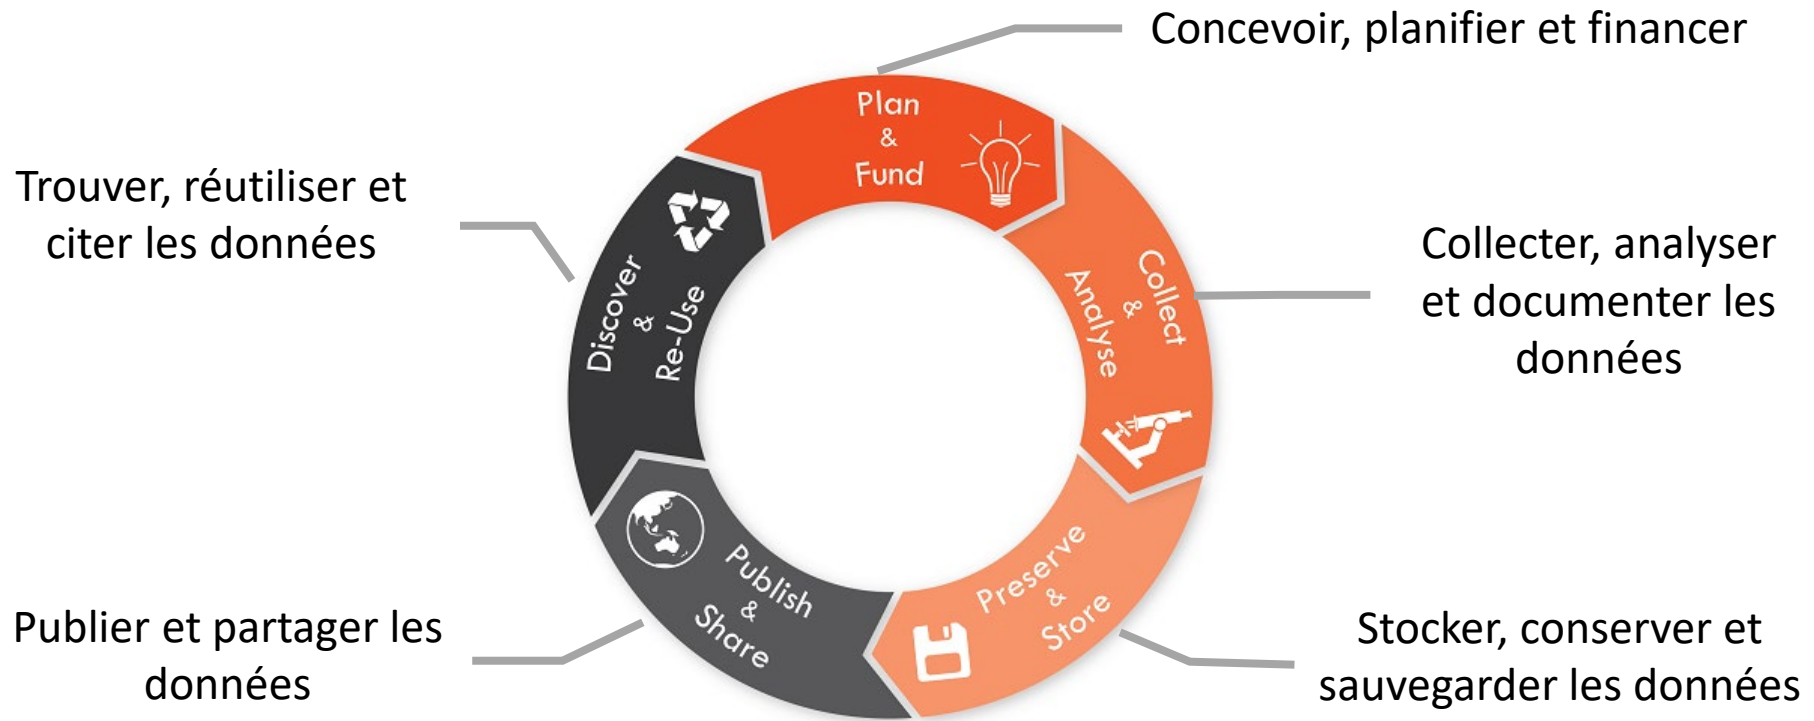 Concevoir, planifier et financer
Plan
&
Fund
Trouver, réutiliser et
citer les données
Collecter, analyser
et documenter les
données
Collect
&
Analyse
Discover
&
Re-Use
Preserve
&
Store
Publish
&
Share
Publier et partager les
données
Stocker, conserver et
sauvegarder les données